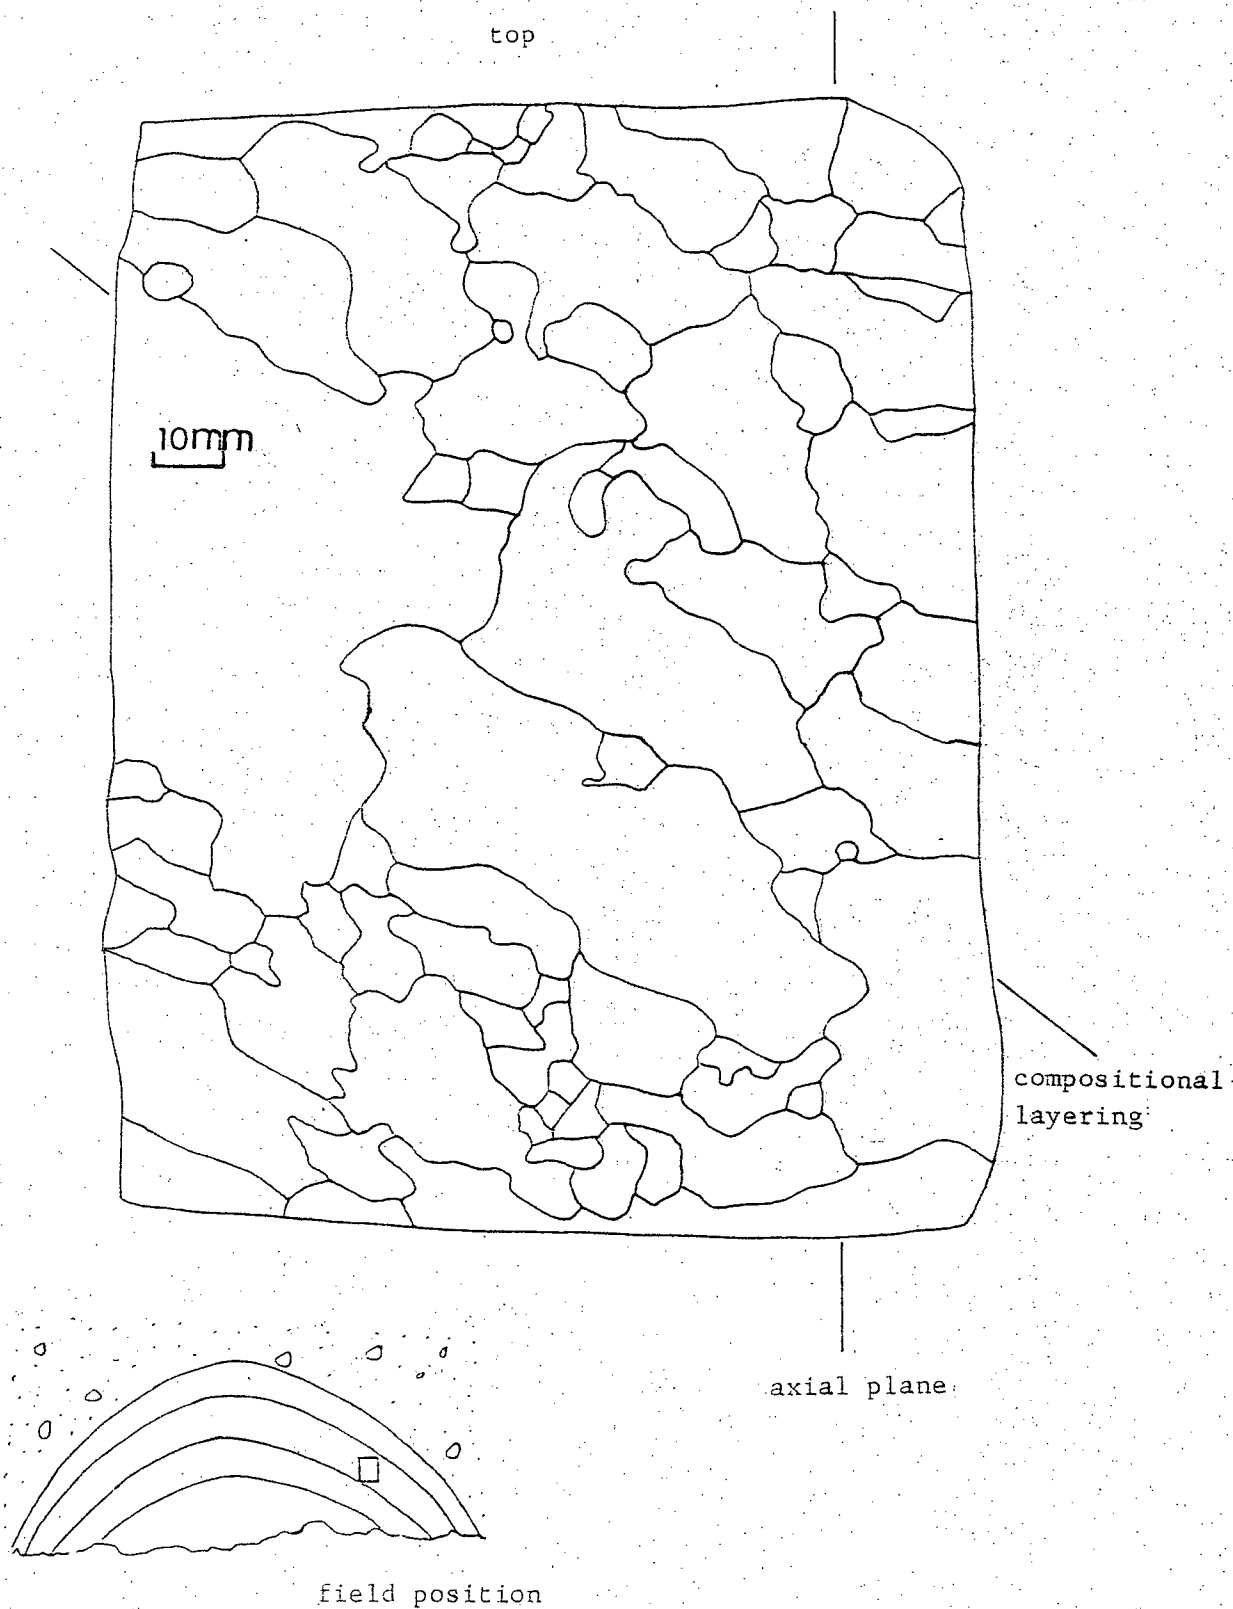 top
10mm
compositional
layering
axial plane
field position